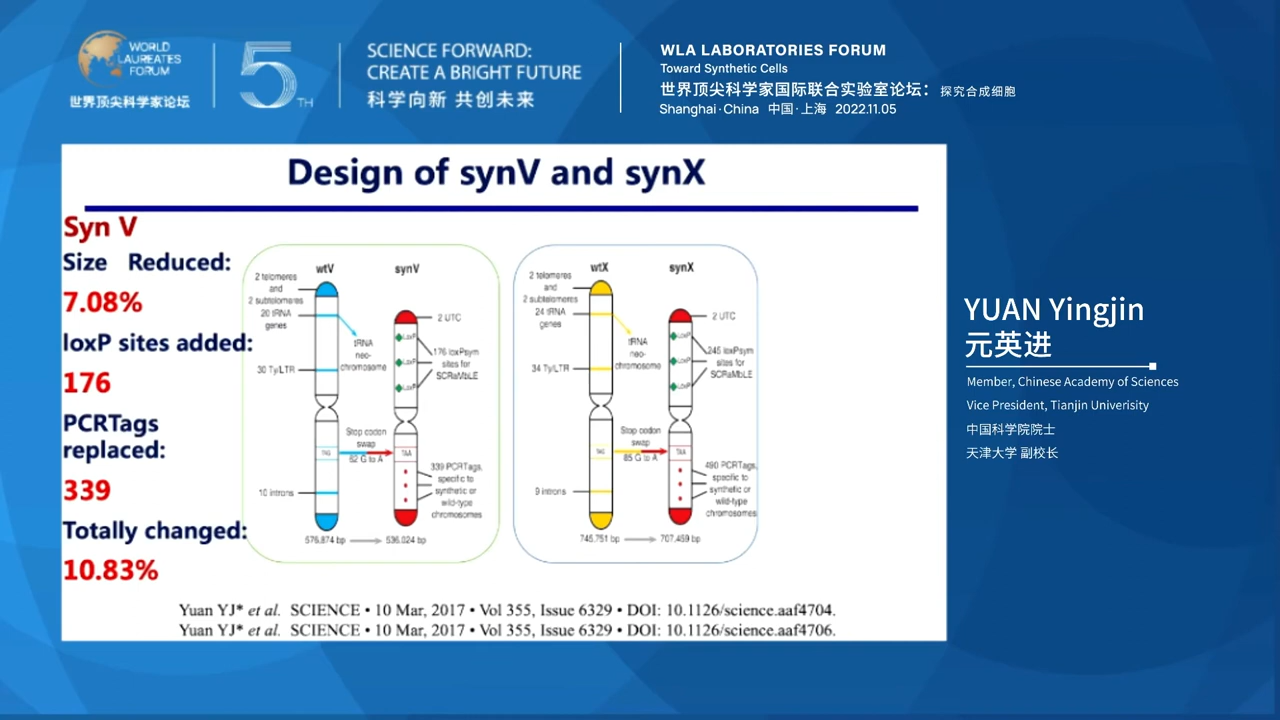 WORLD
LAUREATES
FORUM
世界顶尖科学家论坛
5TH
SCIENCE FORWARD:
CREATE A BRIGHT FUTURE
科学向新 共创未来
WLA LABORATORIES FORUM
Toward Synthetic Cells
世界顶尖科学家国际联合实验室论坛：探究合成细胞
Shanghai·China 中国·上海 2022.11.05
Design of synV and synX
Syn V
Size Reduced:
7.08%
loxP sites added:
176
PCRTags
replaced:
339
Totally changed:
10.83%
wtV
synV
2 telomeres
and
2 subtelomeres
20 tRNA
genes
tRNA
neo-
chromosome
30 Ty/LTR
2 UTC
LoxP
LoxP
LoxP
176 loxPsym
sites for
SCRaMbLE
Stop codon
swap
62 G to A
TAG
TAA
10 introns
339 PCRTags,
specific to
synthetic or
wild-type
chromosomes
576.874 bp
536.024 bp
wtX
synX
2 telomeres
and
2 subtelomeres
24 tRNA
genes
tRNA
neo-
chromosome
34 Ty/LTR
2 UTC
LoxP
LoxP
LoxP
245 loxPsym
sites for
SCRaMbLE
Stop codon
swap
85 G to A
TAG
TAA
9 introns
490 PCRTags,
specific to
synthetic or
wild-type
chromosomes
745.751 bp
707.459 bp
Yuan YJ* et al. SCIENCE • 10 Mar, 2017 • Vol 355, Issue 6329 • DOI: 10.1126/science.aaf4704.
Yuan YJ* et al. SCIENCE • 10 Mar, 2017 • Vol 355, Issue 6329 • DOI: 10.1126/science.aaf4706.
YUAN Yingjin
元英进
Member, Chinese Academy of Sciences
Vice President, Tianjin Univerisity
中国科学院院士
天津大学 副校长